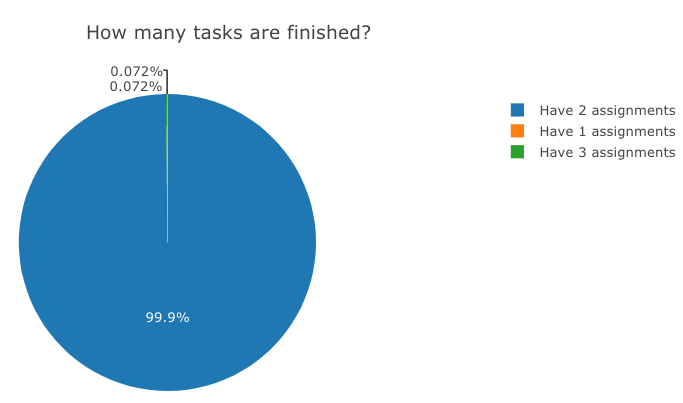 How many tasks are finished?
0.072%
0.072%
Have 2 assignments
Have 1 assignments
Have 3 assignments
99.9%